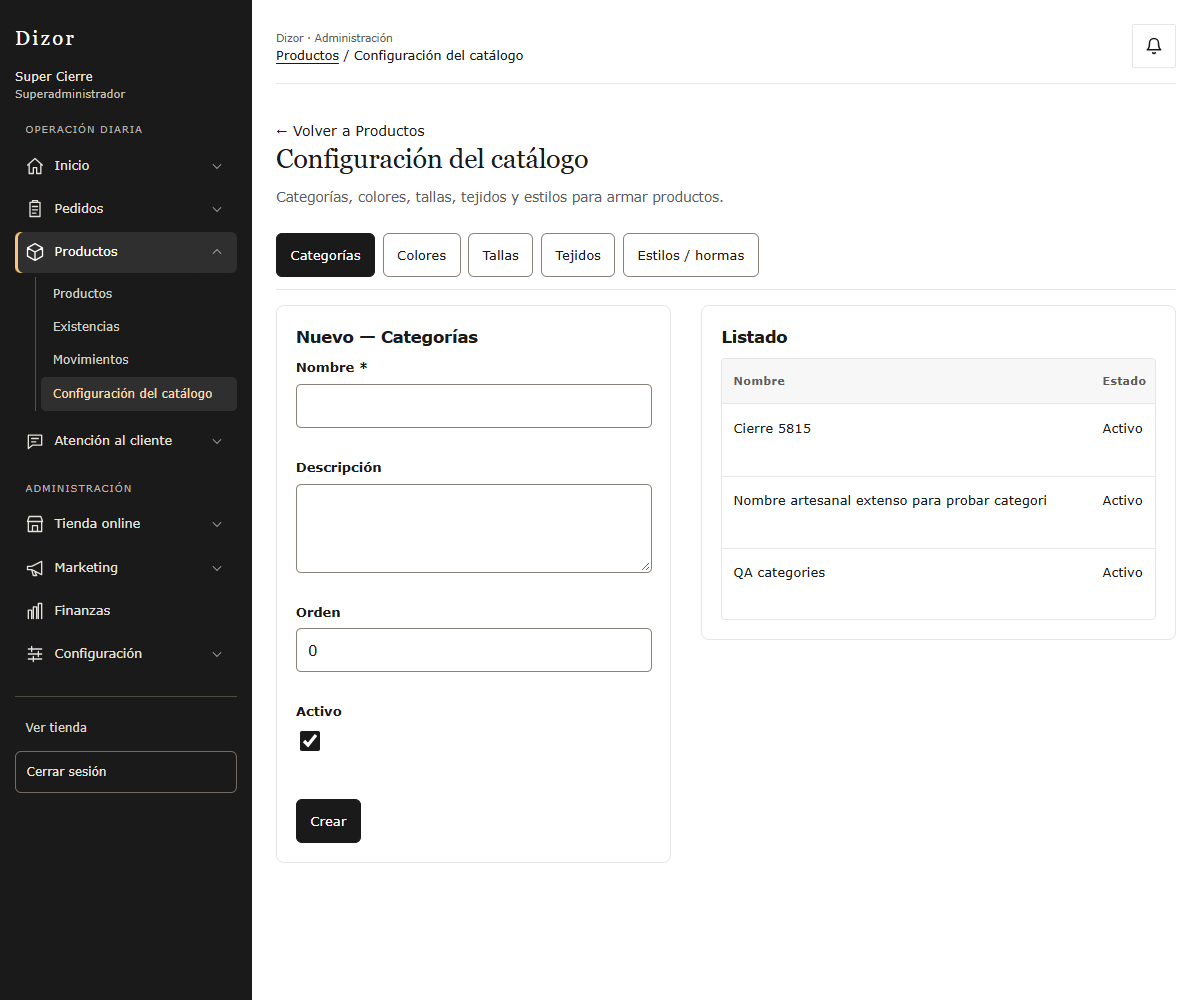 Dizor
Super Cierre
Superadministrador
OPERACIÓN DIARIA
Inicio
Pedidos
Productos
Productos
Existencias
Movimientos
Configuración del catálogo
Atención al cliente
ADMINISTRACIÓN
Tienda online
Marketing
Finanzas
Configuración
Ver tienda
Cerrar sesión
Dizor · Administración
Productos / Configuración del catálogo
← Volver a Productos
Configuración del catálogo
Categorías, colores, tallas, tejidos y estilos para armar productos.
Categorías Colores Tallas Tejidos Estilos / hormas
Nuevo — Categorías
Nombre *
Descripción
Orden
0
Activo
Crear
Listado
Nombre Estado
Cierre 5815 Activo
Nombre artesanal extenso para probar categori Activo
QA categories Activo